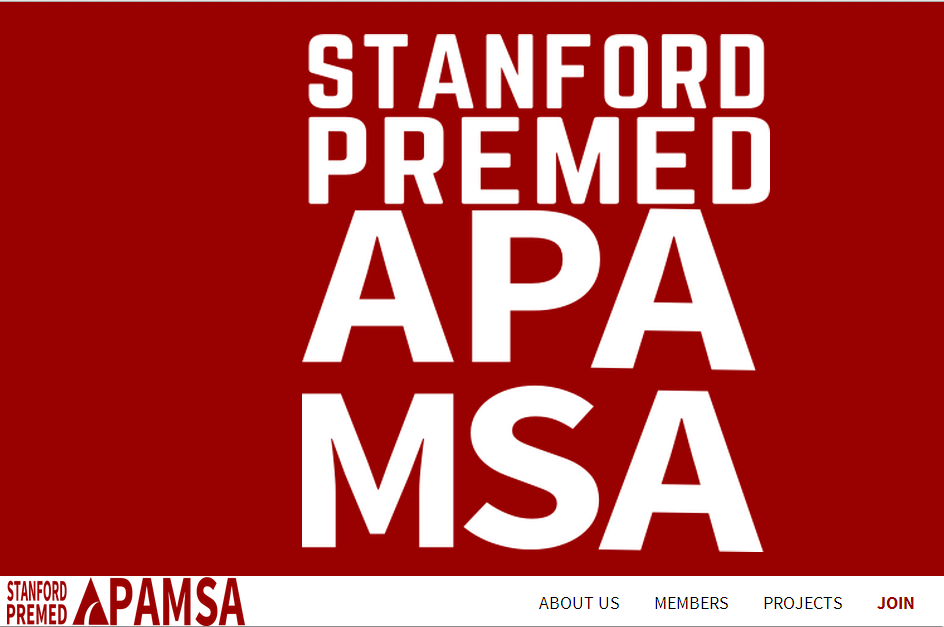 STANFORD
PREMED
APA
MSA
STANFORD
PREMED
APAMSA
ABOUT US
MEMBERS
PROJECTS
JOIN